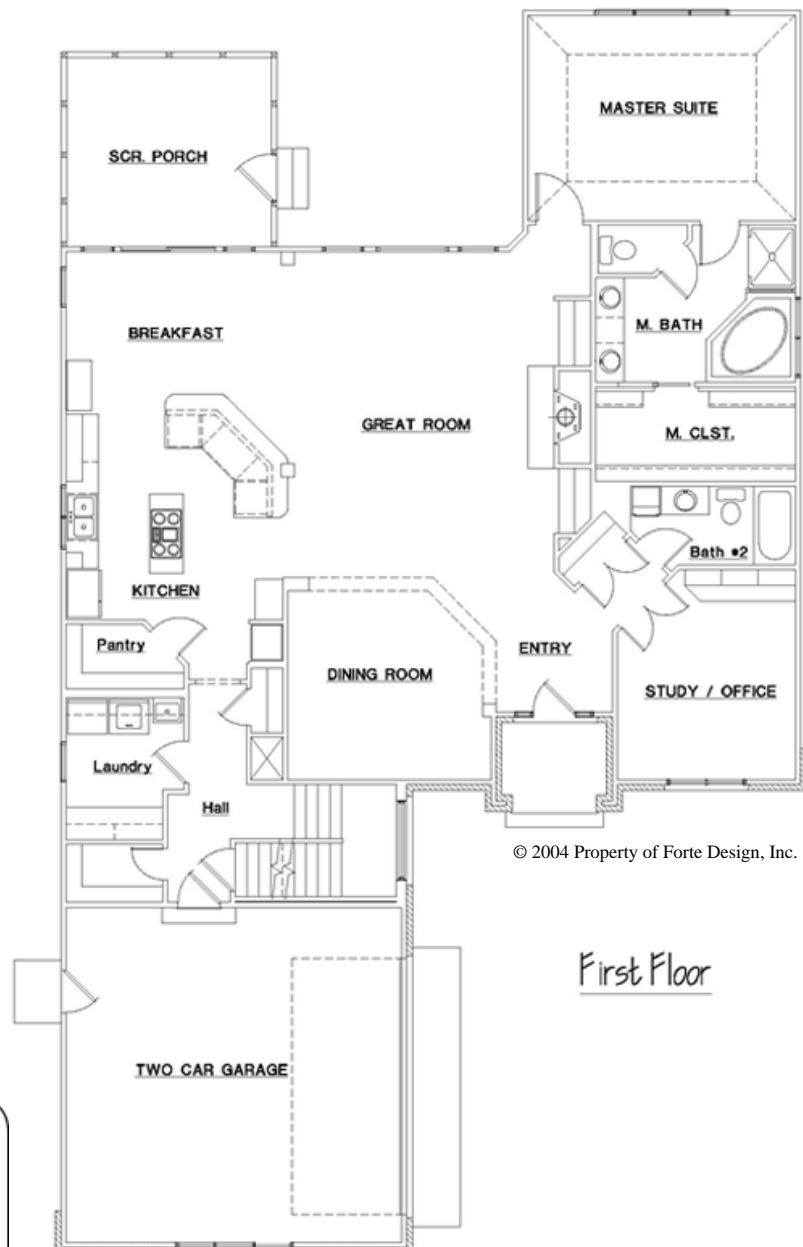 MASTER SUITE
SCR. PORCH
BREAKFAST
M. BATH
GREAT ROOM
M. CLST.
Bath #2
KITCHEN
Pantry
DINING ROOM
ENTRY
STUDY / OFFICE
Laundry
Hall
© 2004 Property of Forte Design, Inc.
First Floor
TWO CAR GARAGE